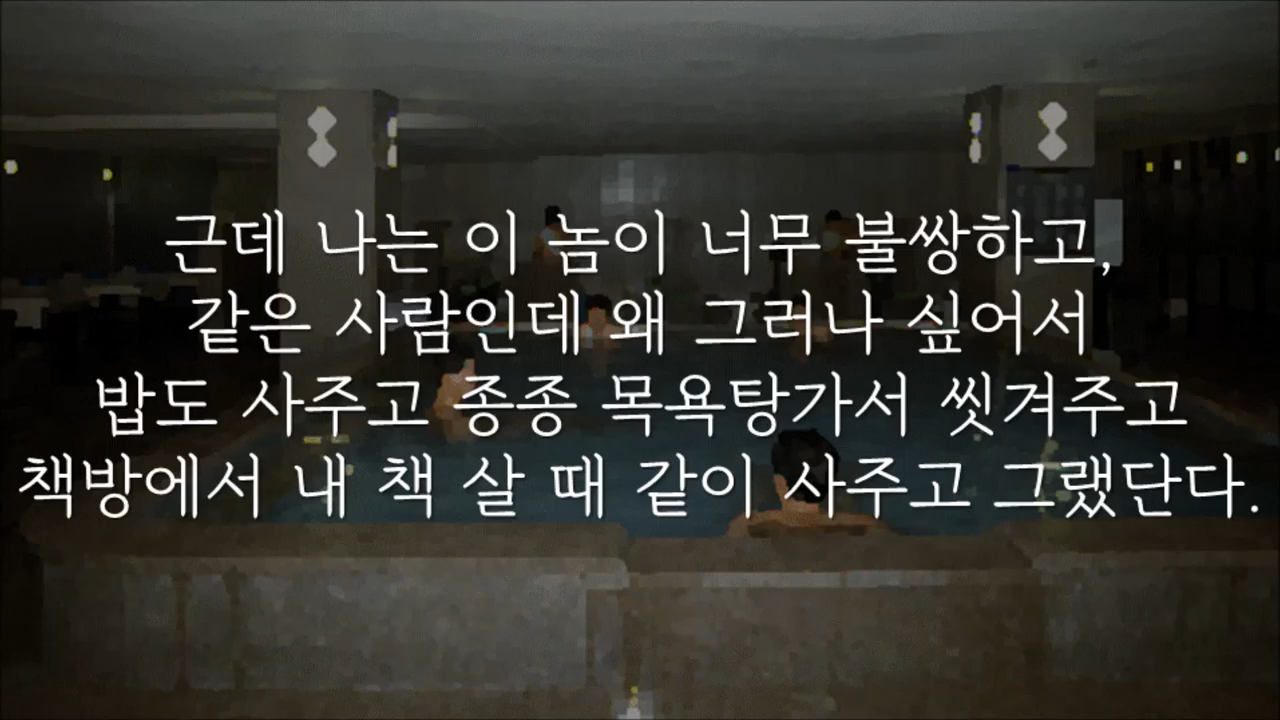 근데 나는 이 놈이 너무 불쌍하고,
같은 사람인데 왜 그러나 싶어서
밥도 사주고 종종 목욕탕가서 씻겨주고
책방에서 내 책 살 때 같이 사주고 그랬단다.